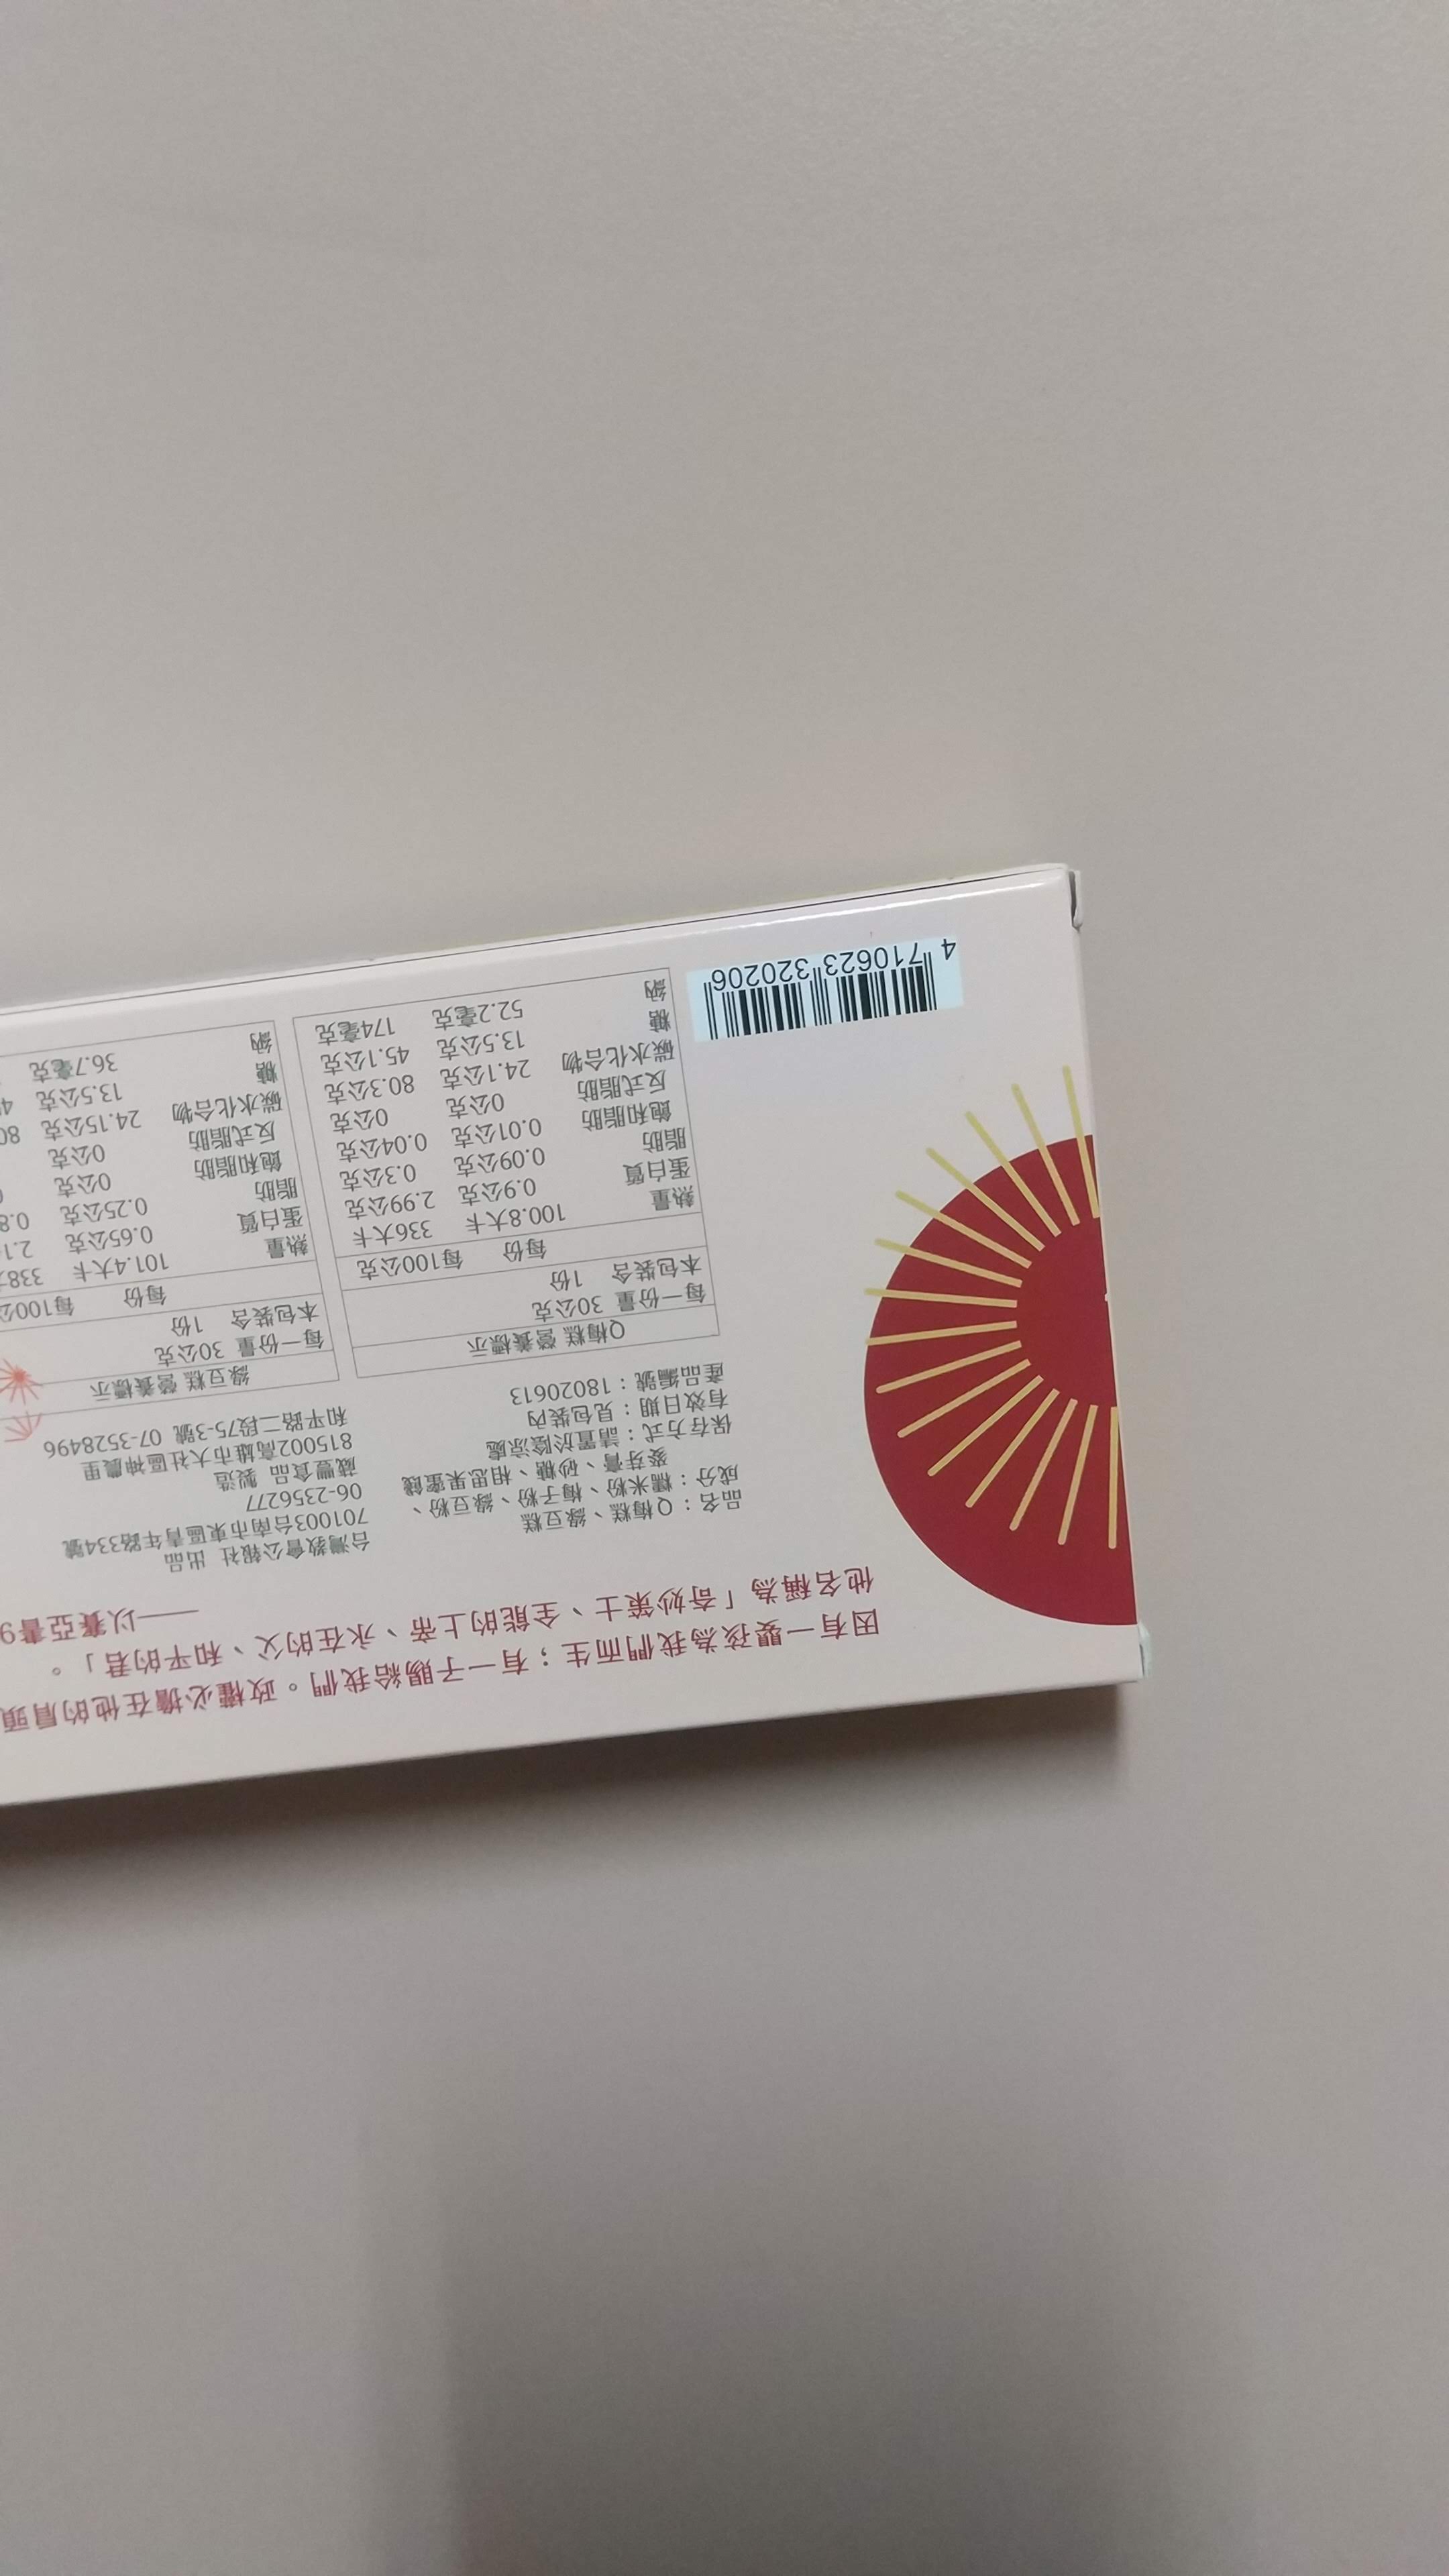 因有一嬰孩為我們而生；有一子賜給我們。政權必擔在他的肩頭
他名稱為「奇妙策士、全能的上帝、永在的父、和平的君」。
——以賽亞書9
品名：Q梅糕、綠豆糕
成分：糯米粉、梅子粉、綠豆粉、
麥芽膏、砂糖、相思果蜜餞
保存方式：請置於陰涼處
有效日期：見包裝內
產品編號：18020613
台灣教會公報社 出品
701003台南市東區青年路334號
06-2356277
葳豐食品 製造
815002高雄市大社區神農里
和平路二段75-3號 07-3528496
Q梅糕 營養標示
每一份量 30公克
本包裝含 1份
每份 每100公克
熱量 100.8大卡 336大卡
蛋白質 0.9公克 2.99公克
脂肪 0.09公克 0.3公克
飽和脂肪 0.01公克 0.04公克
反式脂肪 0公克 0公克
碳水化合物 24.1公克 80.3公克
糖 13.5公克 45.1公克
鈉 52.2毫克 174毫克
綠豆糕 營養標示
每一份量 30公克
本包裝含 1份
每份 每100公
熱量 101.4大卡 338
蛋白質 0.65公克 2.1
脂肪 0.25公克 0.8
飽和脂肪 0公克
反式脂肪 0公克
碳水化合物 24.15公克 80
糖 13.5公克
鈉 36.7毫克
4 710623 320206